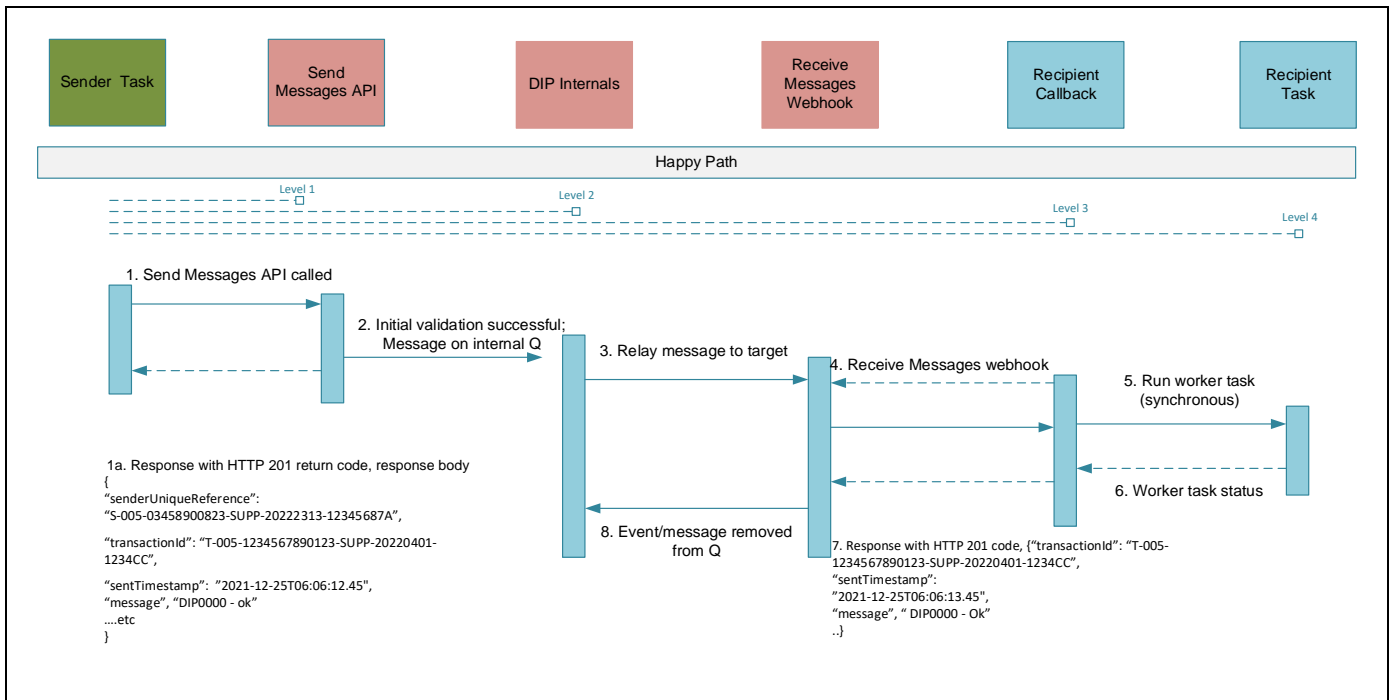 Sender Task
Send
Messages API
DIP Internals
Receive
Messages
Webhook
Recipient
Callback
Recipient
Task
Happy Path
Level 1
Level 2
Level 3
Level 4
1. Send Messages API called
2. Initial validation successful;
Message on internal Q
3. Relay message to target
4. Receive Messages webhook
5. Run worker task
(synchronous)
6. Worker task status
1a. Response with HTTP 201 return code, response body
{
“senderUniqueReference”:
“S-005-03458900823-SUPP-20222313-12345687A”,
“transactionId”: “T-005-1234567890123-SUPP-20220401-
1234CC”,
“sentTimestamp”: ”2021-12-25T06:06:12.45",
“message”, “DIP0000 - ok”
....etc
}
8. Event/message removed
from Q
7. Response with HTTP 201 code, {“transactionId”: “T-005-
1234567890123-SUPP-20220401-1234CC”,
“sentTimestamp”:
”2021-12-25T06:06:13.45",
“message”, “ DIP0000 - Ok”
..}